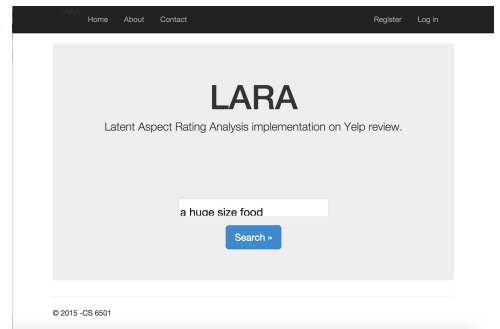 LARA Home About Contact Register Log in
LARA
Latent Aspect Rating Analysis implementation on Yelp review.
a huge size food
Search »
© 2015 -CS 6501